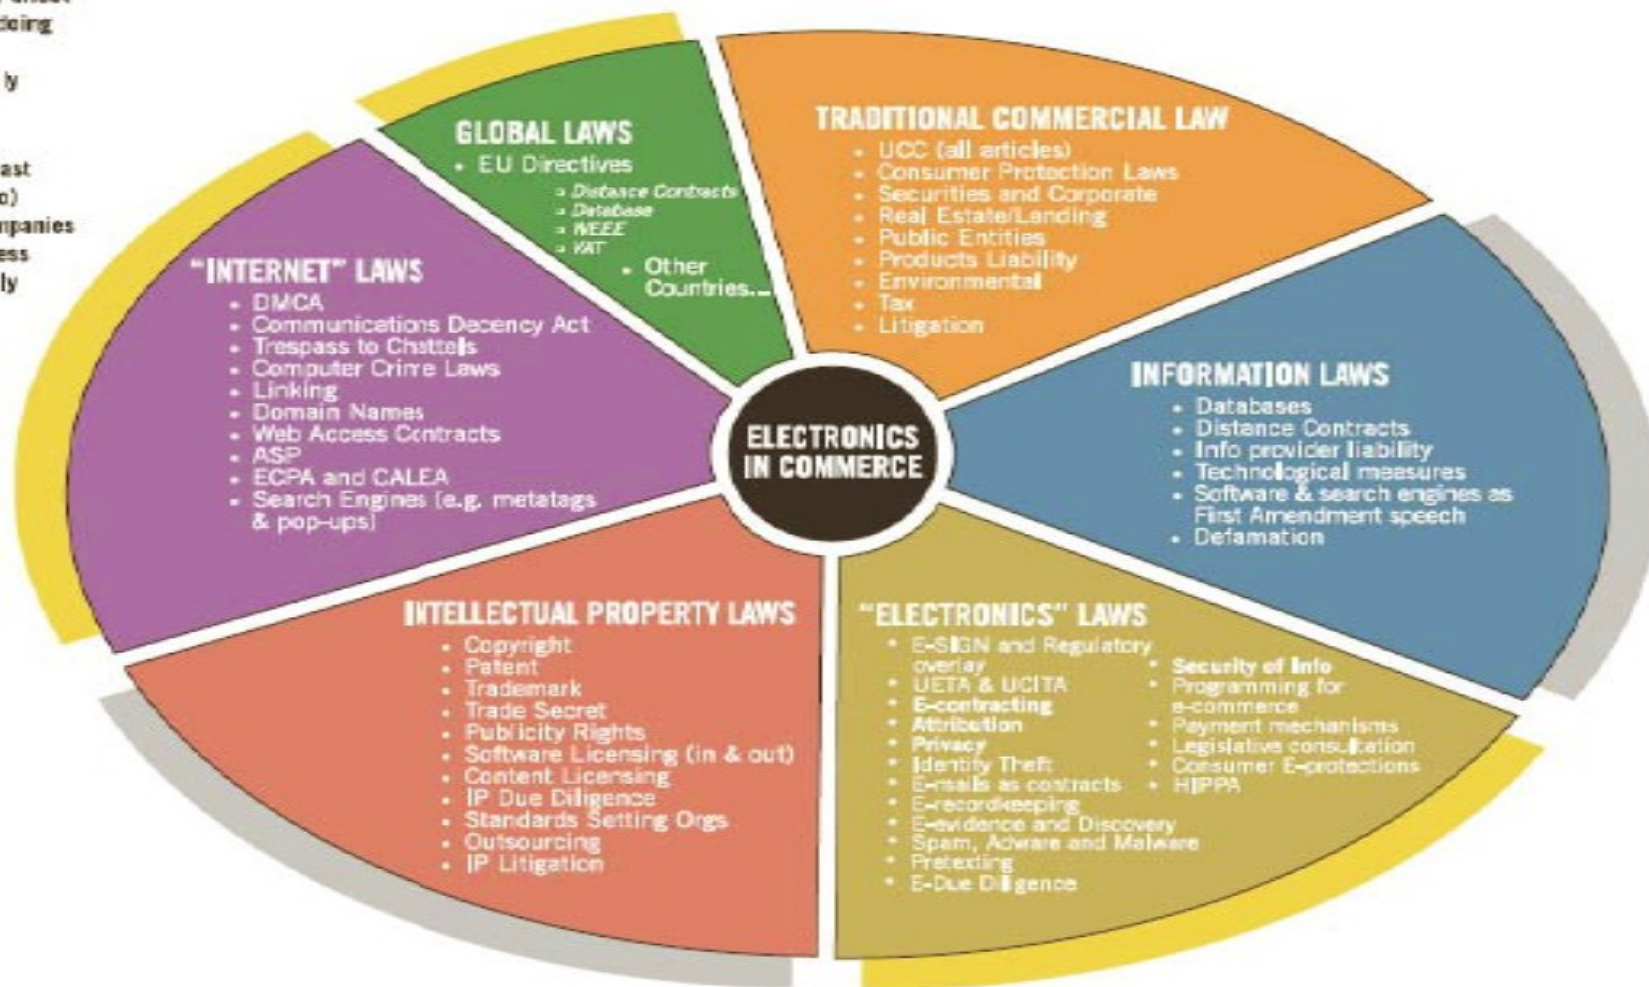 doing
ly
ast
o)
mpanies
ess
ly
GLOBAL LAWS
• EU Directives
Distance Contracts
Database
WEEE
VAT
• Other
Countries...
TRADITIONAL COMMERCIAL LAW
• UCC (all articles)
• Consumer Protection Laws
• Securities and Corporate
• Real Estate/Lending
• Public Entities
• Products Liability
• Environmental
• Tax
• Litigation
"INTERNET" LAWS
• DMCA
• Communications Decency Act
• Trespass to Chattels
• Computer Crime Laws
• Linking
• Domain Names
• Web Access Contracts
• ASP
• ECPA and CALEA
• Search Engines (e.g. metatags
& pop-ups)
ELECTRONICS
IN COMMERCE
INFORMATION LAWS
• Databases
• Distance Contracts
• Info provider liability
• Technological measures
• Software & search engines as
First Amendment speech
• Defamation
INTELLECTUAL PROPERTY LAWS
• Copyright
• Patent
• Trademark
• Trade Secret
• Publicity Rights
• Software Licensing (in & out)
• Content Licensing
• IP Due Diligence
• Standards Setting Orgs
• Outsourcing
• IP Litigation
"ELECTRONICS" LAWS
• E-SIGN and Regulatory
overlay
• UETA & UCITA
• E-contracting
• Attribution
• Privacy
• Identity Theft
• E-mails as contracts
• E-recordkeeping
• E-evidence and Discovery
• Spam, Adware and Malware
• Pretexting
• E-Due Diligence
• Security of Info
• Programming for
e-commerce
• Payment mechanisms
• Legislative consultation
• Consumer E-protections
• HIPPA